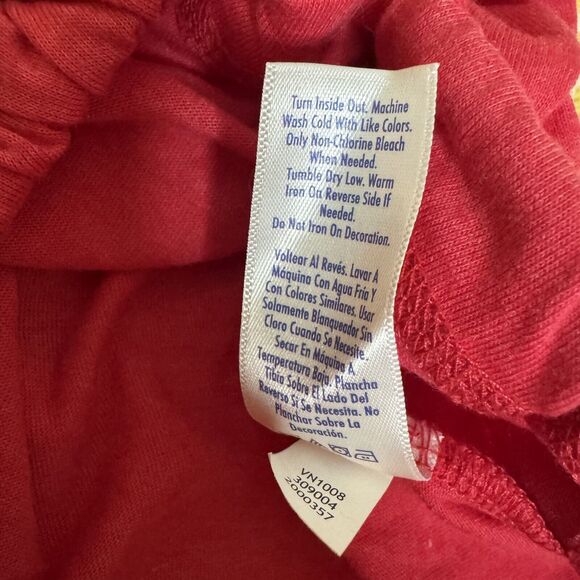 Turn Inside Out. Machine
Wash Cold With Like Colors.
Only Non-Chlorine Bleach
When Needed.
Tumble Dry Low. Warm
Iron On Reverse Side If
Needed.
Do Not Iron On Decoration.
Voltear Al Revés. Lavar A
Máquina Con Agua Fría Y
Con Colores Similares. Usar
Solamente Blanqueador Sin
Cloro Cuando Se Necesite.
Secar En Máquina A
Temperatura Baja. Plancha
Tibia Sobre El Lado Del
Reverso Si Se Necesita. No
Planchar Sobre La
Decoración.
VN1008
309004
2000357